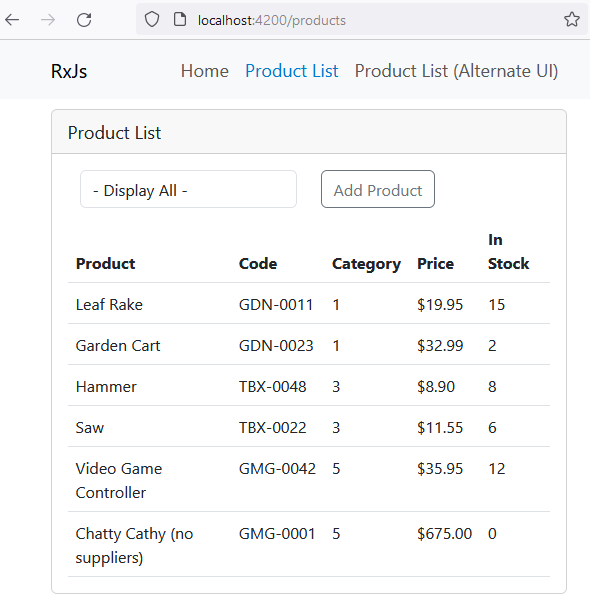 localhost:4200/products
RxJs Home Product List Product List (Alternate UI)
Product List
- Display All - Add Product
In
Product Code Category Price Stock
Leaf Rake GDN-0011 1 $19.95 15
Garden Cart GDN-0023 1 $32.99 2
Hammer TBX-0048 3 $8.90 8
Saw TBX-0022 3 $11.55 6
Video Game GMG-0042 5 $35.95 12
Controller
Chatty Cathy (no GMG-0001 5 $675.00 0
suppliers)